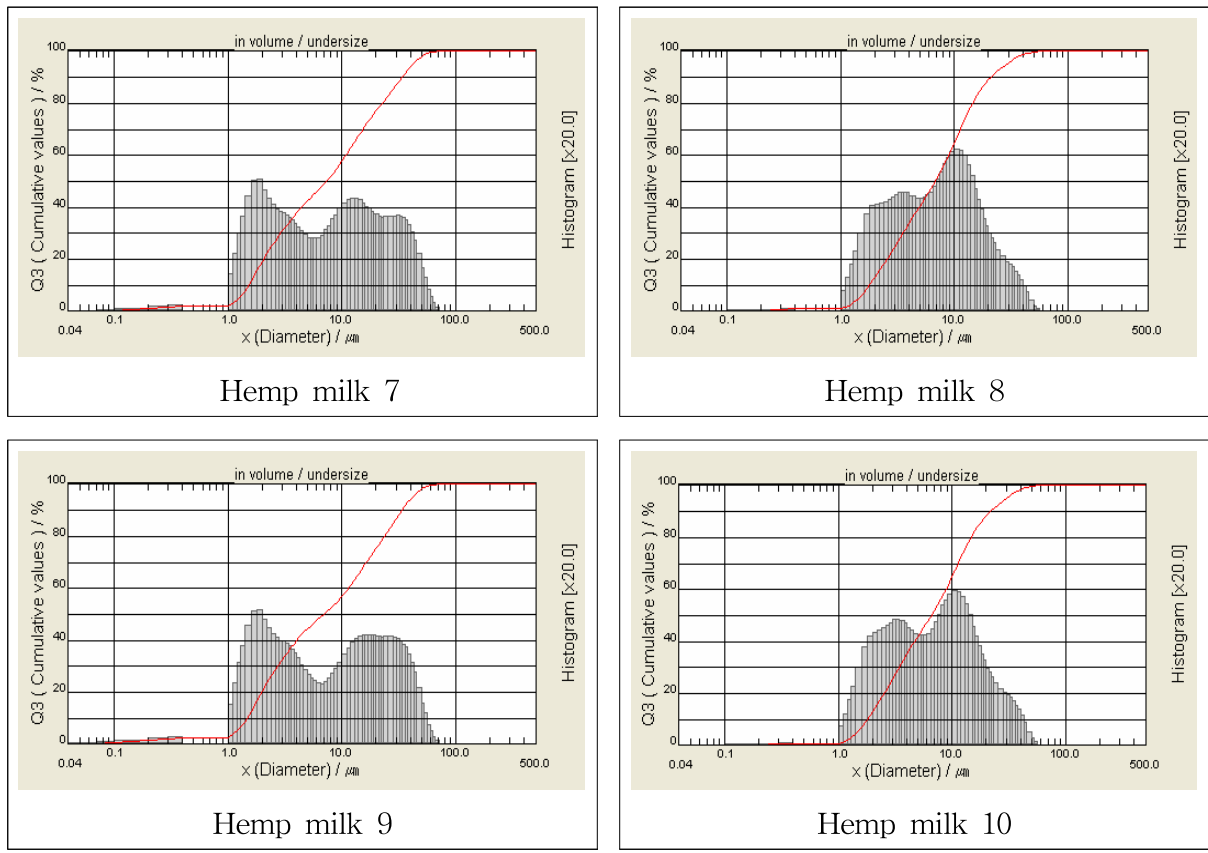 in volume / undersize
Q3 ( Cumulative values ) / %
100
80
60
40
20
0
Histogram [×20.0]
0.1 1.0 10.0 100.0
0.04 x (Diameter) / ㎛ 500.0
Hemp milk 7
in volume / undersize
Q3 ( Cumulative values ) / %
100
80
60
40
20
0
Histogram [×20.0]
0.1 1.0 10.0 100.0
0.04 x (Diameter) / ㎛ 500.0
Hemp milk 8
in volume / undersize
Q3 ( Cumulative values ) / %
100
80
60
40
20
0
Histogram [×20.0]
0.1 1.0 10.0 100.0
0.04 x (Diameter) / ㎛ 500.0
Hemp milk 9
in volume / undersize
Q3 ( Cumulative values ) / %
100
80
60
40
20
0
Histogram [×20.0]
0.1 1.0 10.0 100.0
0.04 x (Diameter) / ㎛ 500.0
Hemp milk 10